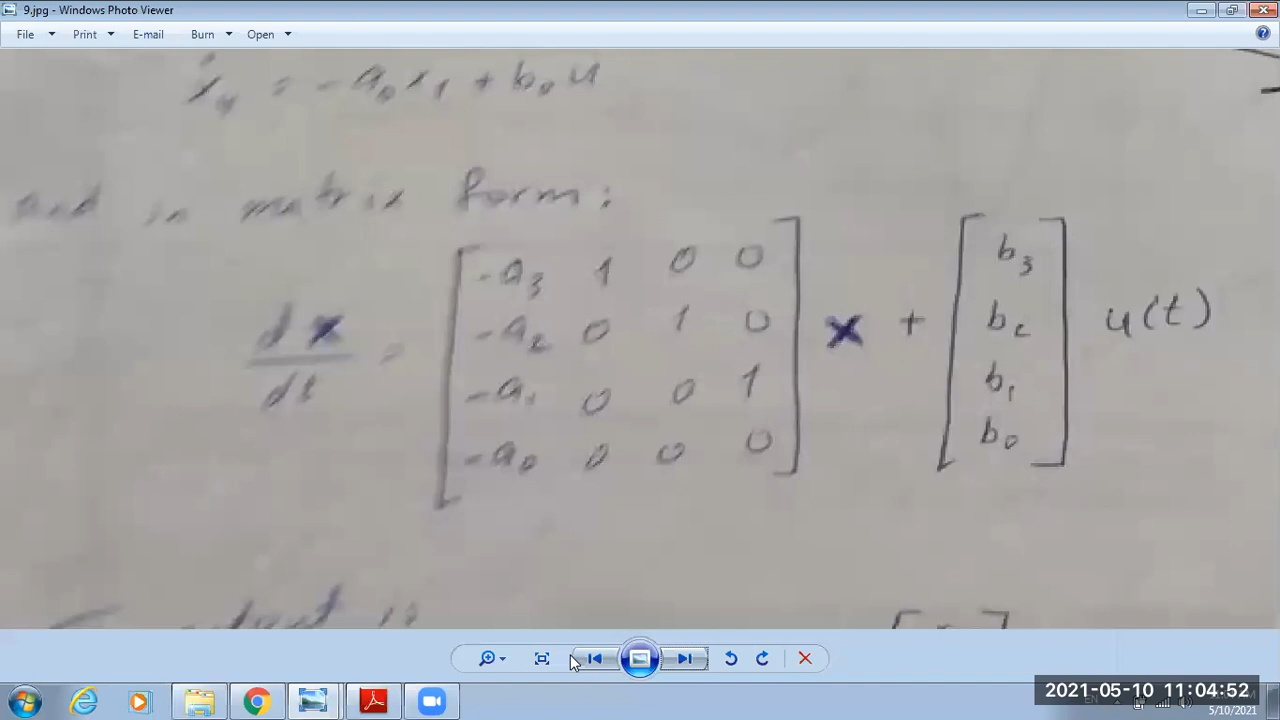 9.jpg - Windows Photo Viewer
File Print E-mail Burn Open
ẋ₄ = -a₀x₁ + b₀u
and in matrix form:
dx/dt = [-a₃ 1 0 0; -a₂ 0 1 0; -a₁ 0 0 1; -a₀ 0 0 0] x + [b₃; b₂; b₁; b₀] u(t)
2021-05-10 11:04:52
EN
5/10/2021